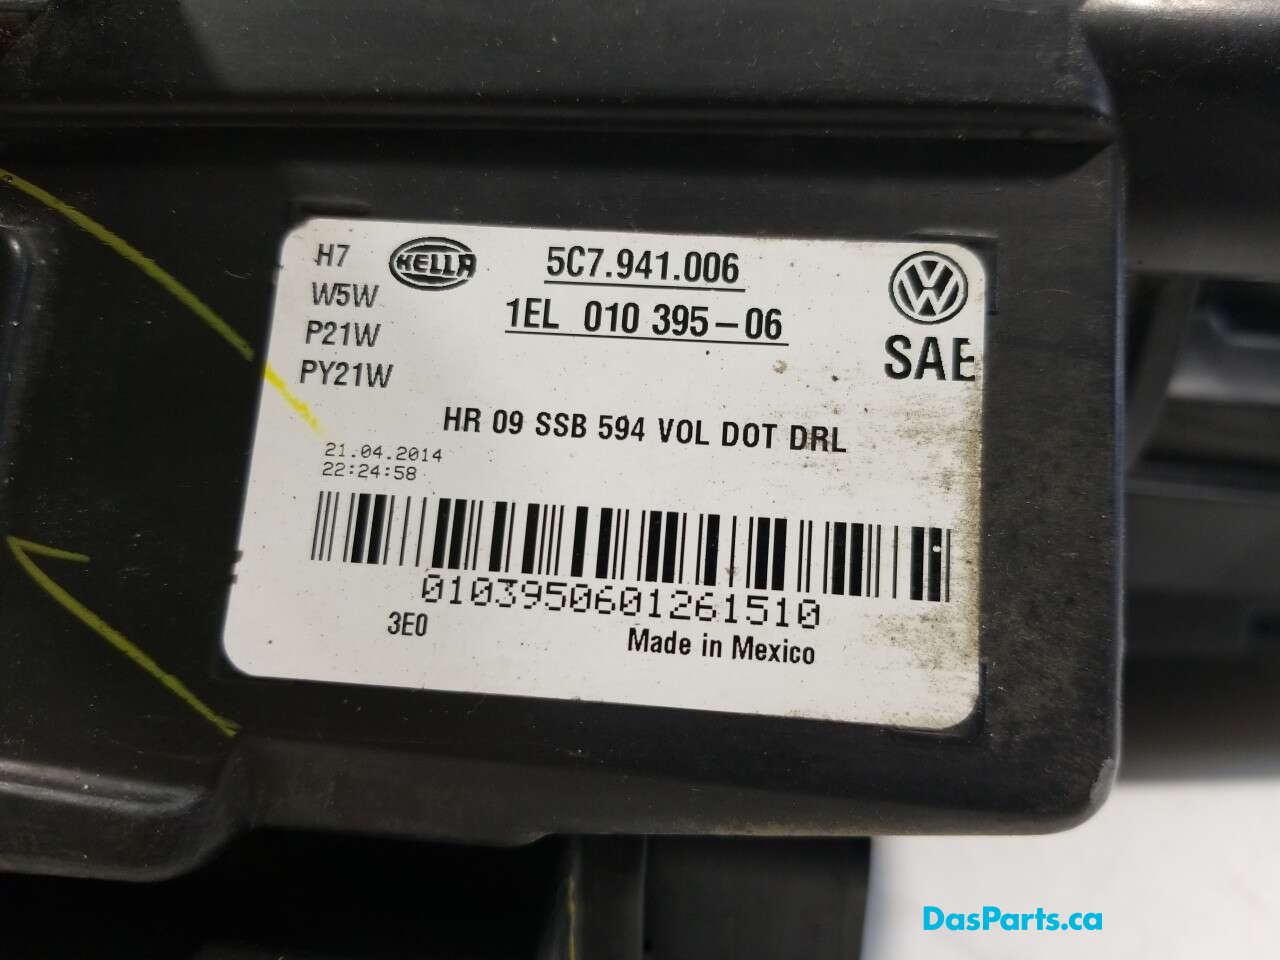 H7
HELLA
5C7.941.006
W5W
1EL 010 395-06
P21W
SAE
PY21W
HR 09 SSB 594 VOL DOT DRL
21.04.2014
22:24:58
0103950601261510
3E0
Made in Mexico
DasParts.ca